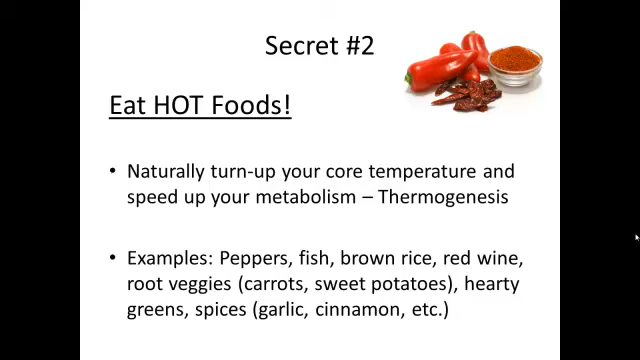 Secret #2
Eat HOT Foods!
• Naturally turn-up your core temperature and
speed up your metabolism – Thermogenesis
• Examples: Peppers, fish, brown rice, red wine,
root veggies (carrots, sweet potatoes), hearty
greens, spices (garlic, cinnamon, etc.)